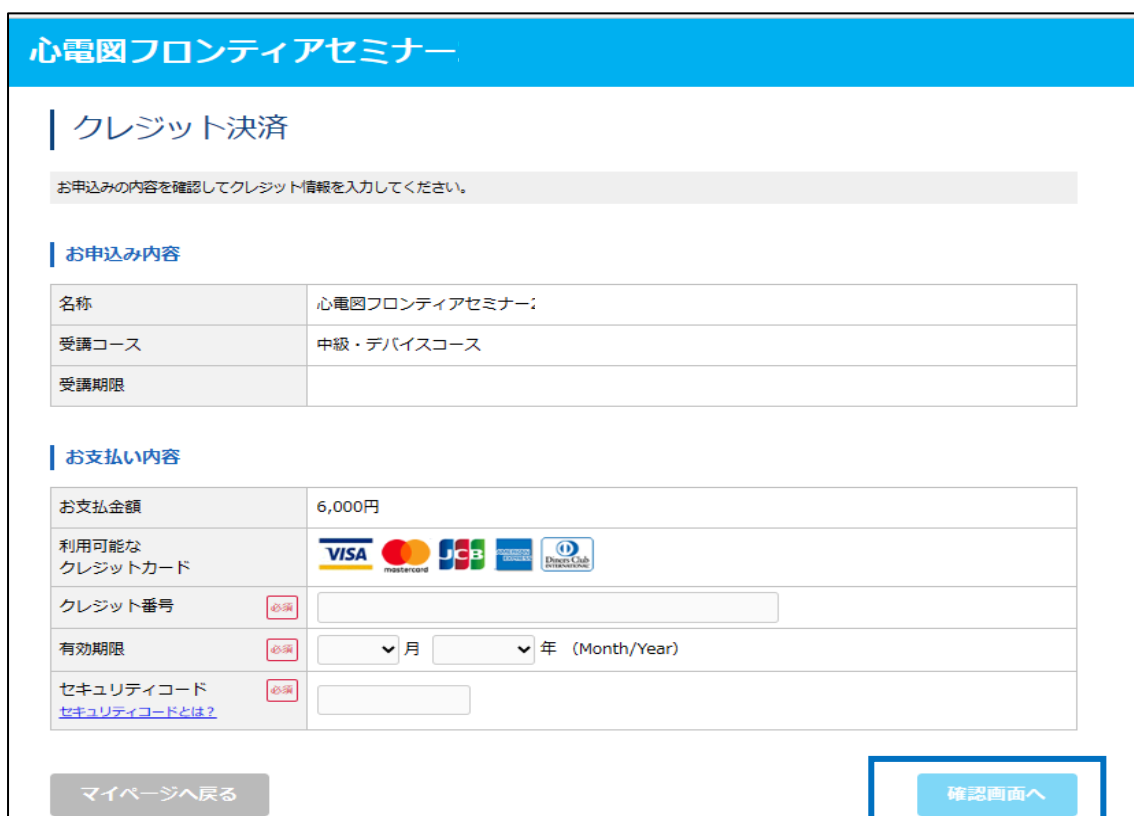 心電図フロンティアセミナー
クレジット決済
お申込みの内容を確認してクレジット情報を入力してください。
お申込み内容
名称 心電図フロンティアセミナー2
受講コース 中級・デバイスコース
受講期限
お支払い内容
お支払金額 6,000円
利用可能な
クレジットカード VISA mastercard JCB AMERICAN EXPRESS Diners Club INTERNATIONAL
クレジット番号 必須
有効期限 必須 月 年 (Month/Year)
セキュリティコード 必須
セキュリティコードとは?
マイページへ戻る 確認画面へ